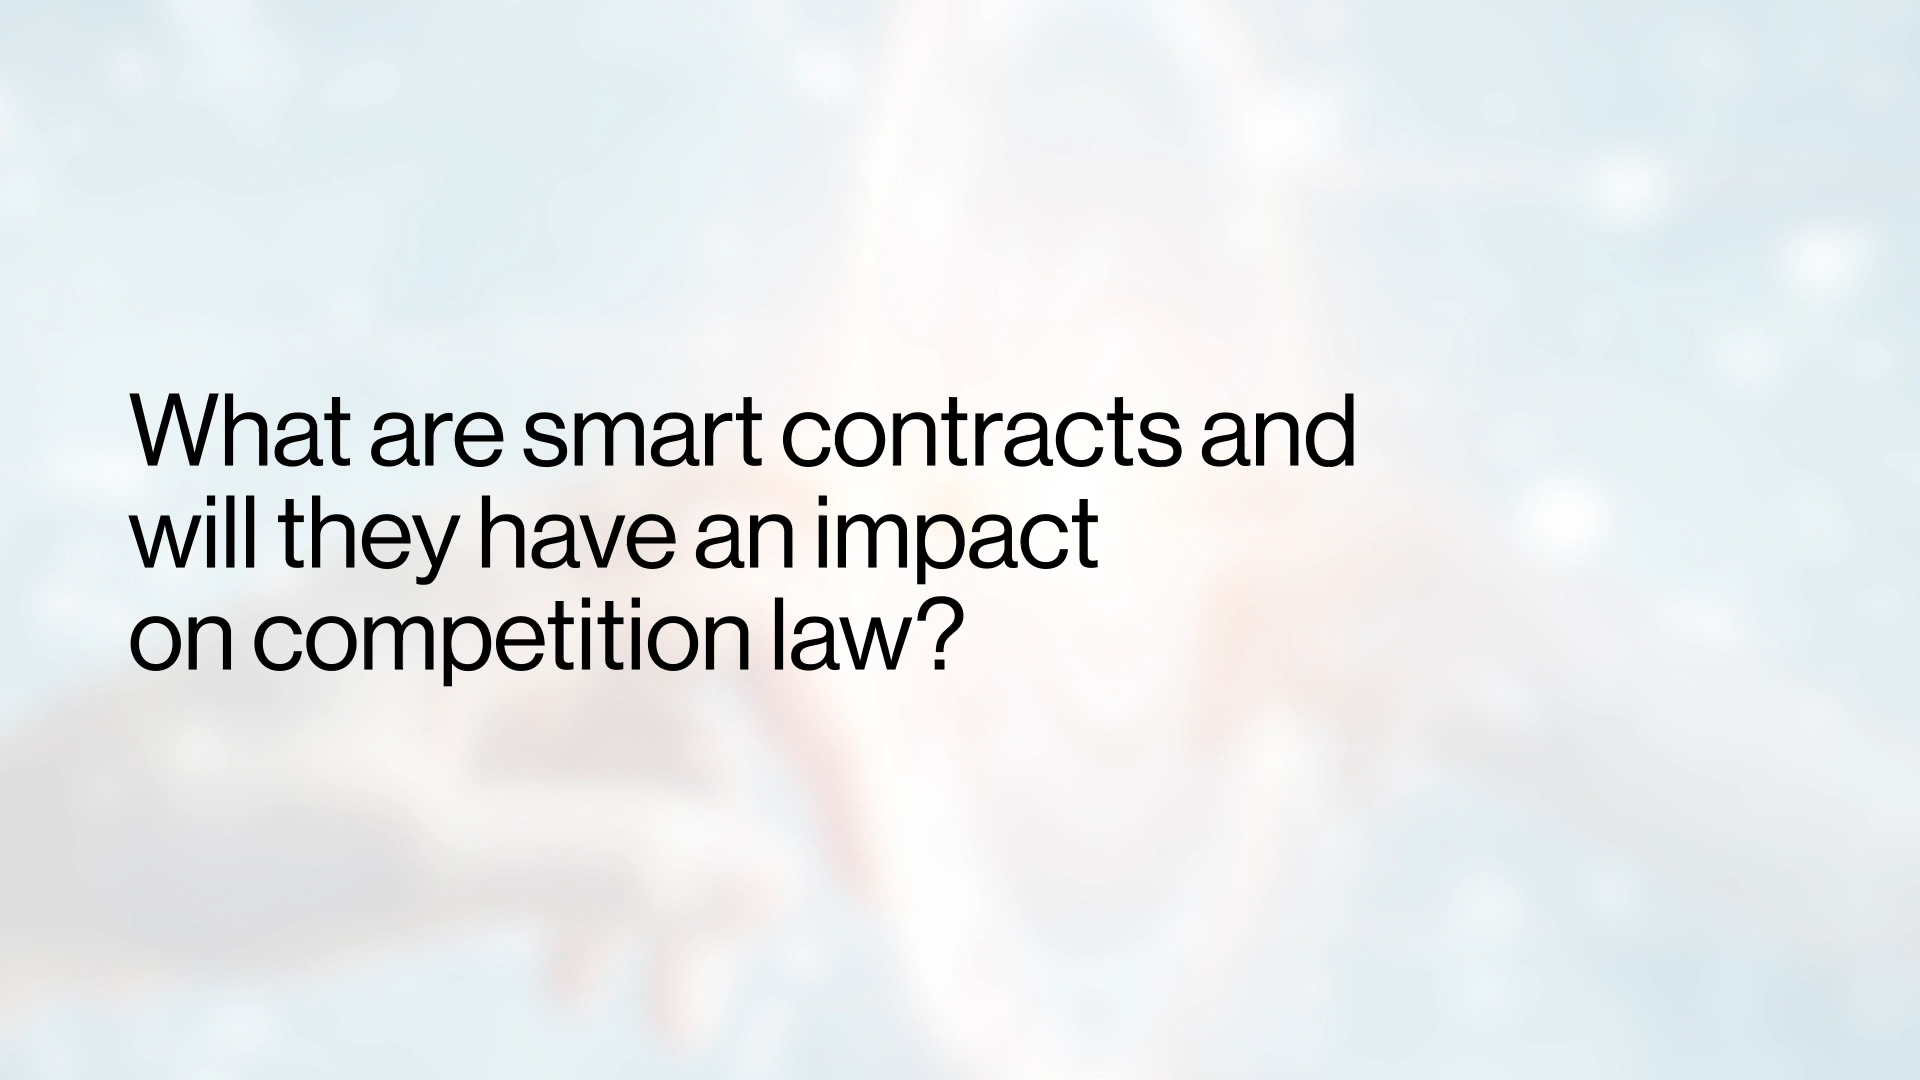 What are smart contracts and
will they have an impact
on competition law?